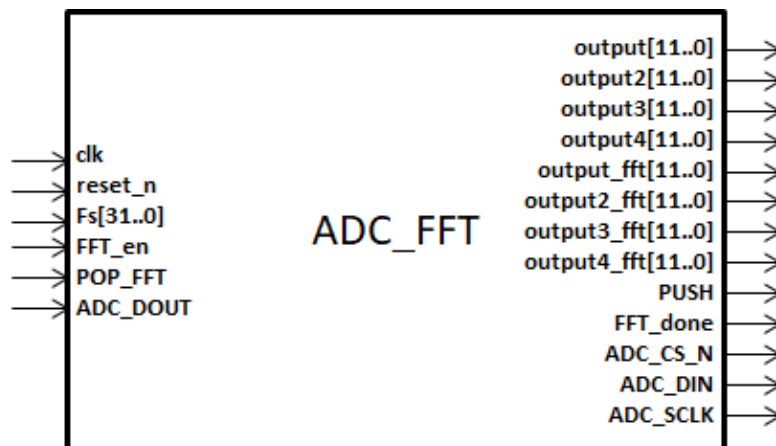 clk
reset_n
Fs[31..0]
FFT_en
POP_FFT
ADC_DOUT
ADC_FFT
output[11..0]
output2[11..0]
output3[11..0]
output4[11..0]
output_fft[11..0]
output2_fft[11..0]
output3_fft[11..0]
output4_fft[11..0]
PUSH
FFT_done
ADC_CS_N
ADC_DIN
ADC_SCLK